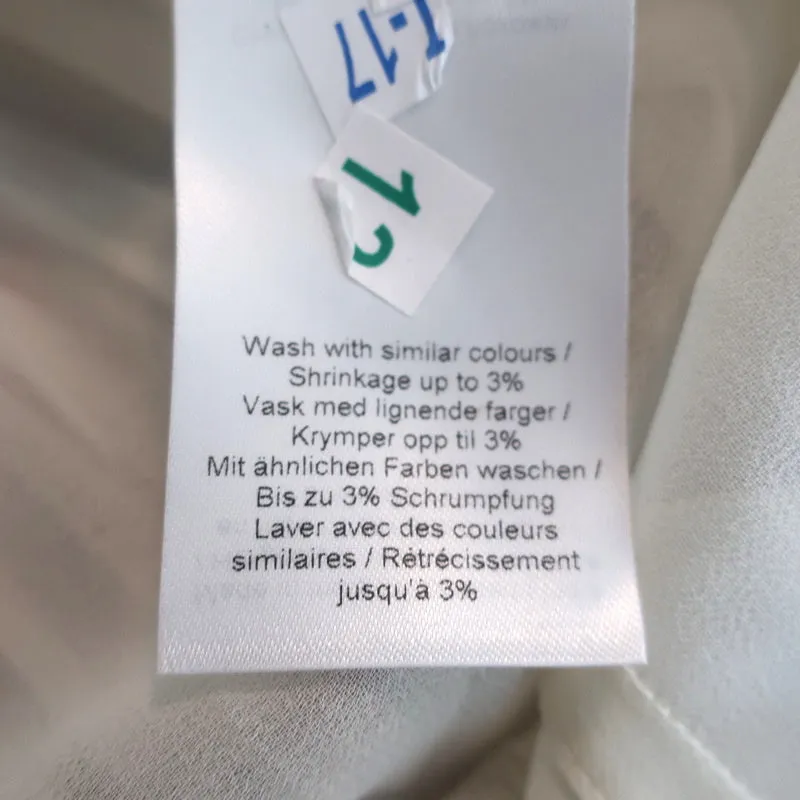 T-17
12
Wash with similar colours /
Shrinkage up to 3%
Vask med lignende farger /
Krymper opp til 3%
Mit ähnlichen Farben waschen /
Bis zu 3% Schrumpfung
Laver avec des couleurs
similaires / Rétrécissement
jusqu'à 3%